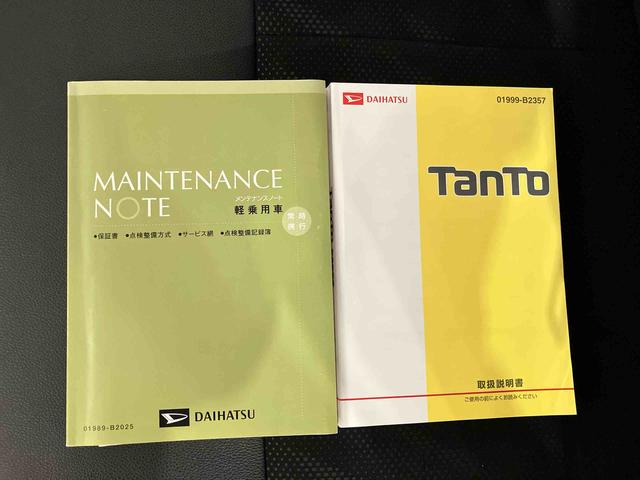 MAINTENANCE
NOTE
メンテナンスノート
軽乗用車
常時
携行
●保証書 ●点検整備方式 ●サービス網 ●点検整備記録簿
DAIHATSU
01989-B2025
DAIHATSU
01999-B2357
TanTo
取扱説明書
ご使用の前によくお読みください